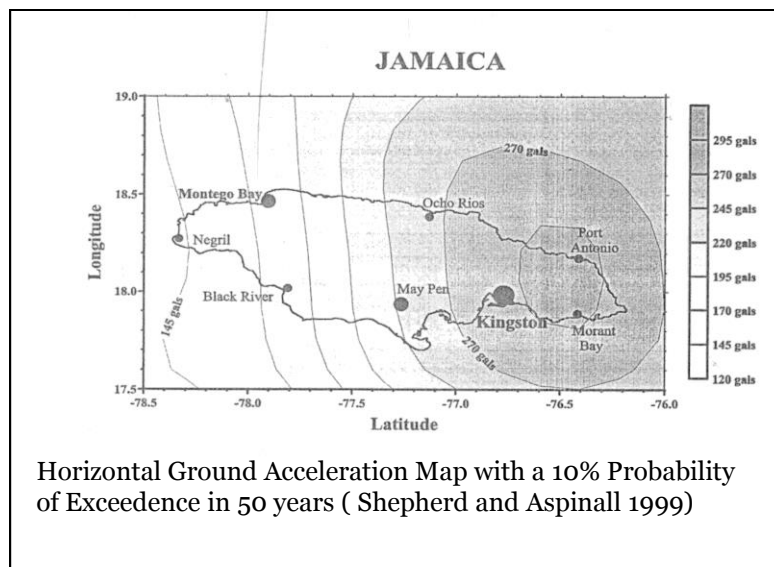 JAMAICA
19.0
18.5
18.0
17.5
-78.5
-78.0
-77.5
-77.0
-76.5
-76.0
Longitude
Latitude
Montego Bay
Ocho Rios
Negril
Port
Antonio
Black River
May Pen
Kingston
Morant
Bay
145 gals
270 gals
270 gals
295 gals
270 gals
245 gals
220 gals
195 gals
170 gals
145 gals
120 gals
Horizontal Ground Acceleration Map with a 10% Probability
of Exceedence in 50 years ( Shepherd and Aspinall 1999)